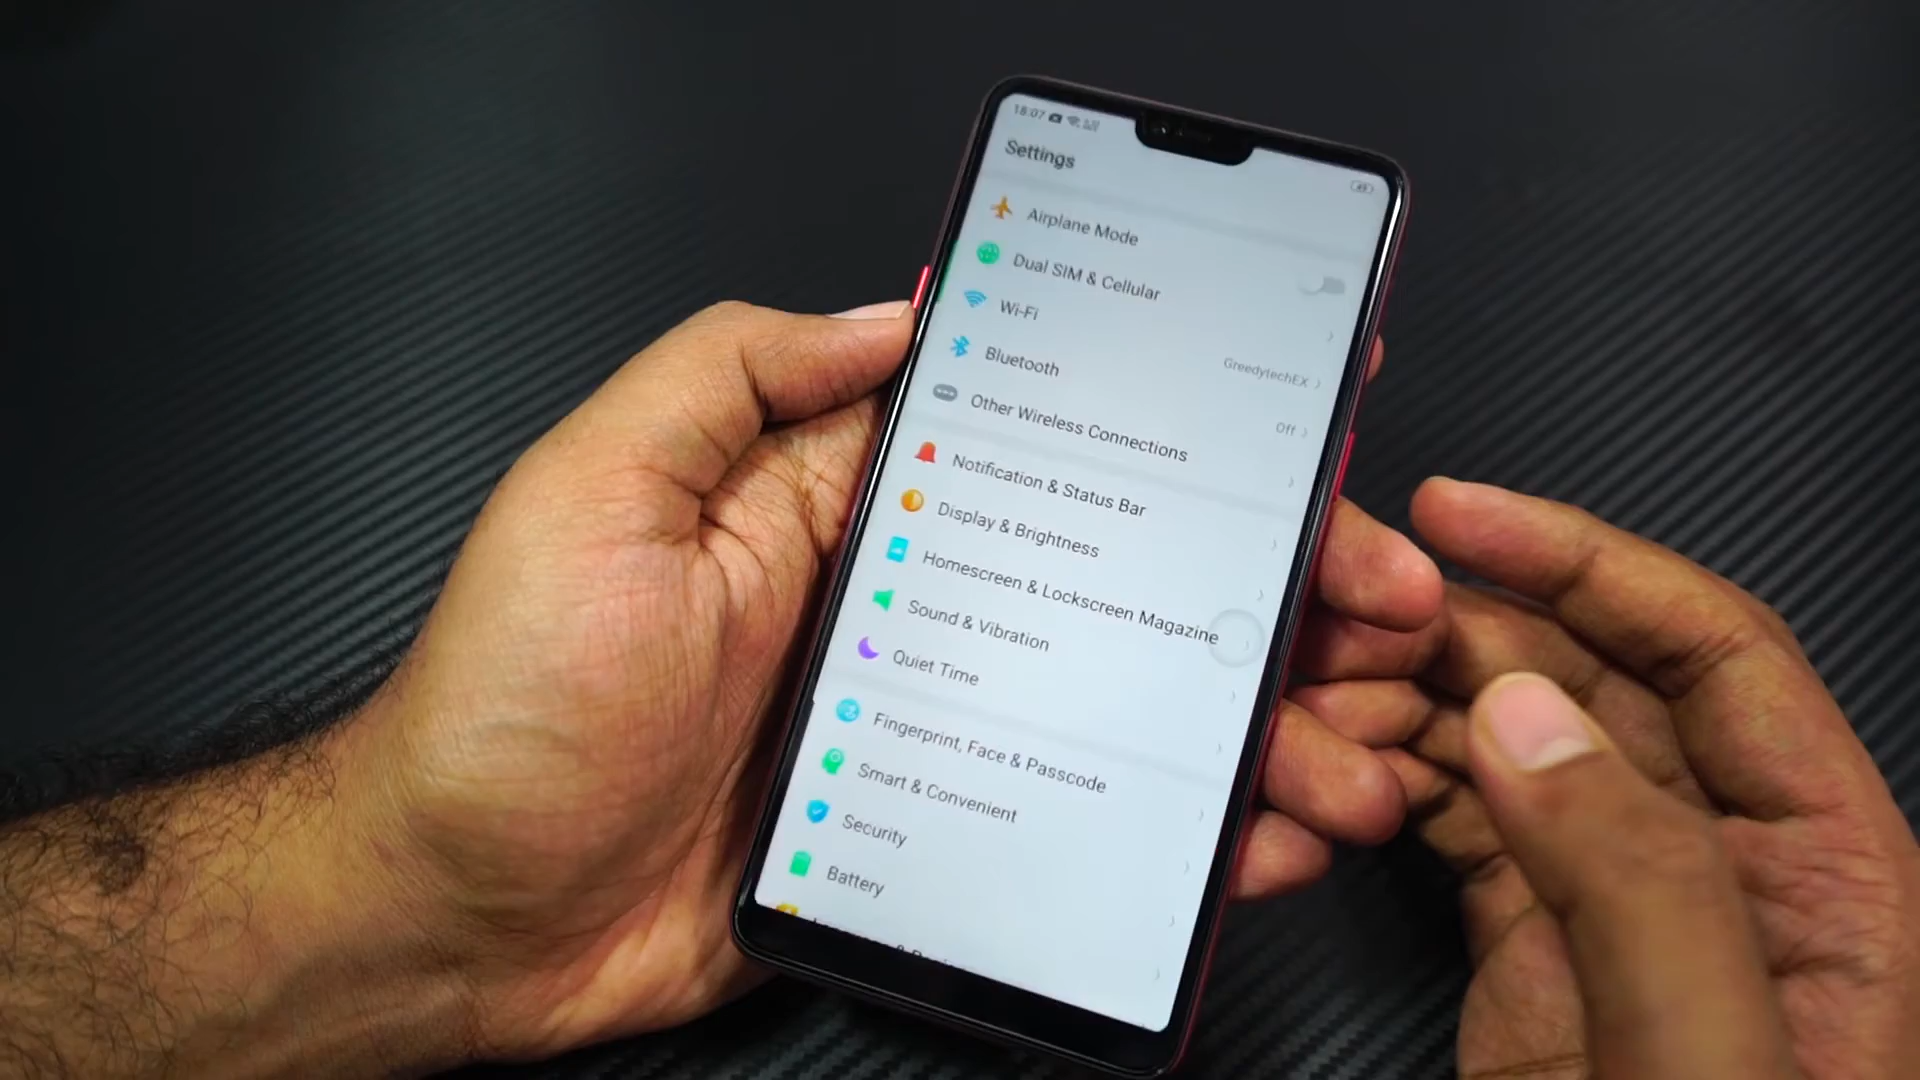 18:07
Settings
Airplane Mode
Dual SIM & Cellular
Wi-Fi
GreedytechEX
Bluetooth
Off
Other Wireless Connections
Notification & Status Bar
Display & Brightness
Homescreen & Lockscreen Magazine
Sound & Vibration
Quiet Time
Fingerprint, Face & Passcode
Smart & Convenient
Security
Battery